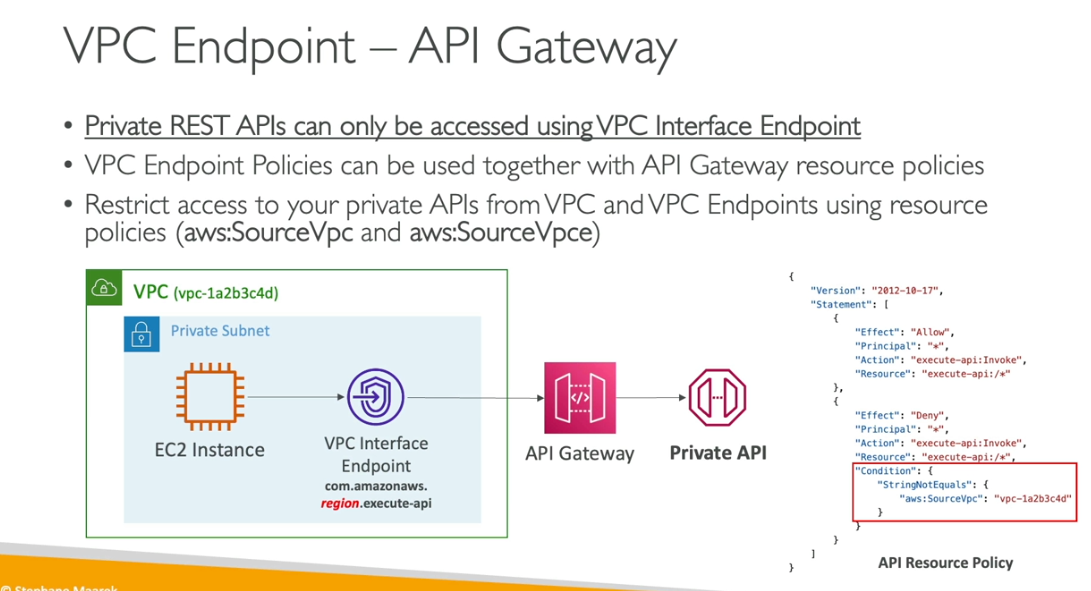 VPC Endpoint – API Gateway
• Private REST APIs can only be accessed using VPC Interface Endpoint
• VPC Endpoint Policies can be used together with API Gateway resource policies
• Restrict access to your private APIs from VPC and VPC Endpoints using resource
policies (aws:SourceVpc and aws:SourceVpce)
VPC (vpc-1a2b3c4d)
Private Subnet
EC2 Instance
VPC Interface
Endpoint
com.amazonaws.
region.execute-api
</>
API Gateway
Private API
{
"Version": "2012-10-17",
"Statement": [
{
"Effect": "Allow",
"Principal": "*",
"Action": "execute-api:Invoke",
"Resource": "execute-api:/*"
},
{
"Effect": "Deny",
"Principal": "*",
"Action": "execute-api:Invoke",
"Resource": "execute-api:/*",
"Condition": {
"StringNotEquals": {
"aws:SourceVpc": "vpc-1a2b3c4d"
}
}
}
]
}
API Resource Policy
© Stephane Maarek